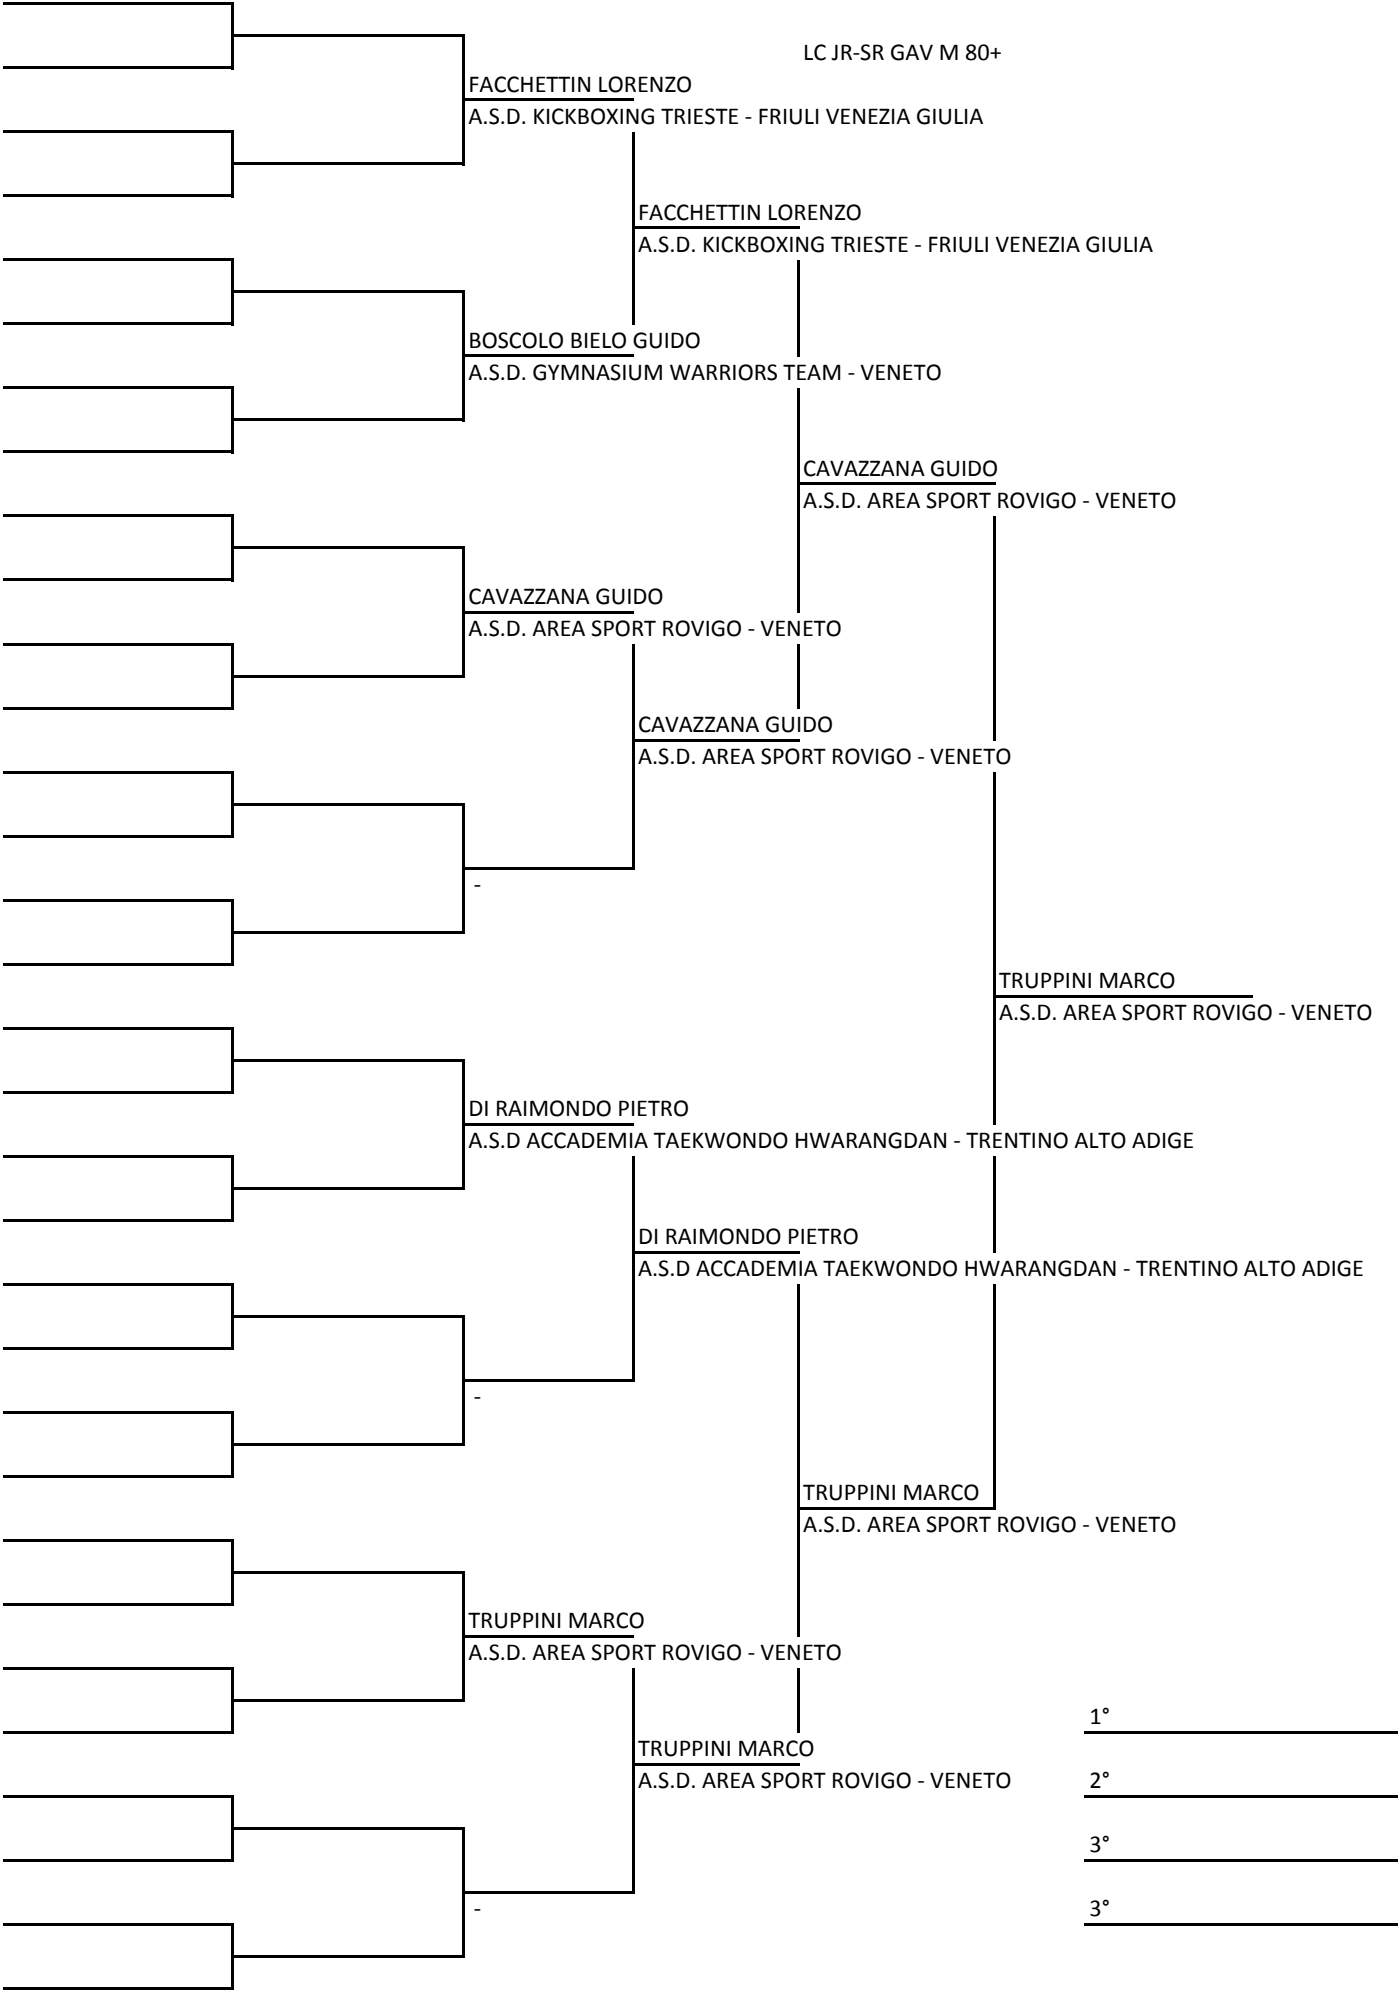 LC JR-SR GAV M 80+
FACCHETTIN LORENZO
A.S.D. KICKBOXING TRIESTE - FRIULI VENEZIA GIULIA
FACCHETTIN LORENZO
A.S.D. KICKBOXING TRIESTE - FRIULI VENEZIA GIULIA
BOSCOLO BIELO GUIDO
A.S.D. GYMNASIUM WARRIORS TEAM - VENETO
CAVAZZANA GUIDO
A.S.D. AREA SPORT ROVIGO - VENETO
CAVAZZANA GUIDO
A.S.D. AREA SPORT ROVIGO - VENETO
CAVAZZANA GUIDO
A.S.D. AREA SPORT ROVIGO - VENETO
-
TRUPPINI MARCO
A.S.D. AREA SPORT ROVIGO - VENETO
DI RAIMONDO PIETRO
A.S.D ACCADEMIA TAEKWONDO HWARANGDAN - TRENTINO ALTO ADIGE
DI RAIMONDO PIETRO
A.S.D ACCADEMIA TAEKWONDO HWARANGDAN - TRENTINO ALTO ADIGE
-
TRUPPINI MARCO
A.S.D. AREA SPORT ROVIGO - VENETO
TRUPPINI MARCO
A.S.D. AREA SPORT ROVIGO - VENETO
1°
TRUPPINI MARCO
A.S.D. AREA SPORT ROVIGO - VENETO
2°
3°
-
3°